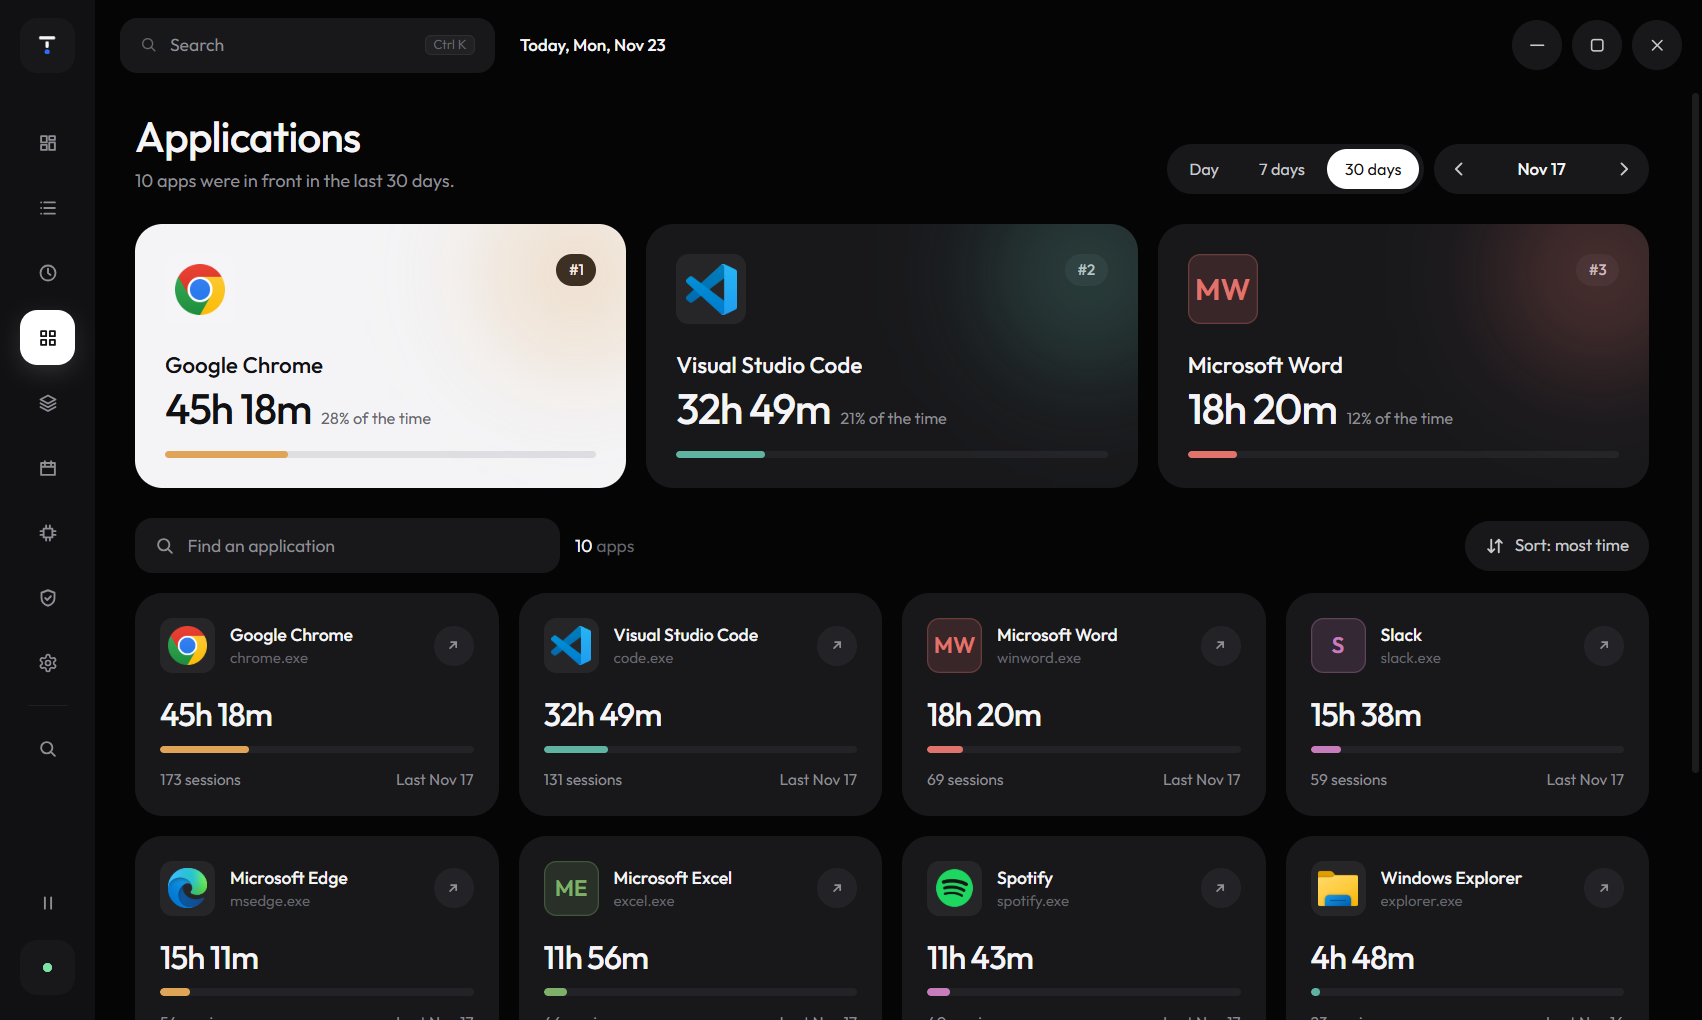 Search
Ctrl K
Today, Mon, Nov 23
Applications
10 apps were in front in the last 30 days.
Day
7 days
30 days
Nov 17
#1
Google Chrome
45h 18m 28% of the time
#2
Visual Studio Code
32h 49m 21% of the time
MW
#3
Microsoft Word
18h 20m 12% of the time
Find an application
10 apps
Sort: most time
Google Chrome
chrome.exe
45h 18m
173 sessions
Last Nov 17
Visual Studio Code
code.exe
32h 49m
131 sessions
Last Nov 17
MW
Microsoft Word
winword.exe
18h 20m
69 sessions
Last Nov 17
S
Slack
slack.exe
15h 38m
59 sessions
Last Nov 17
Microsoft Edge
msedge.exe
15h 11m
ME
Microsoft Excel
excel.exe
11h 56m
Spotify
spotify.exe
11h 43m
Windows Explorer
explorer.exe
4h 48m